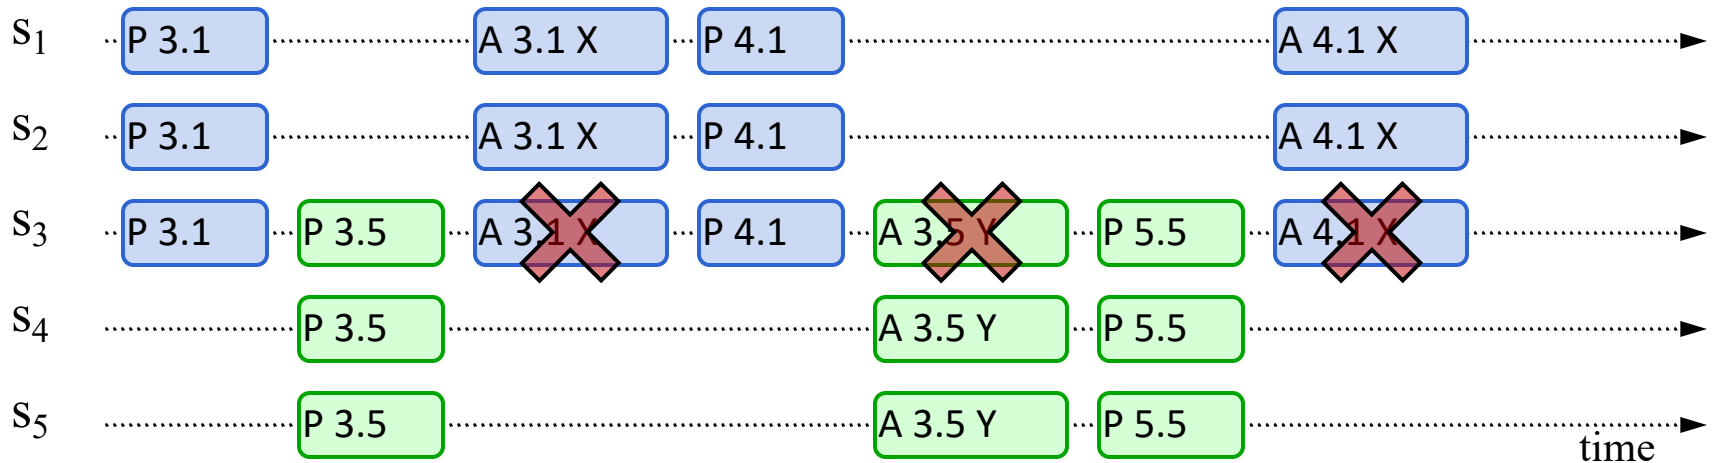 S1 P 3.1 A 3.1 X P 4.1 A 4.1 X
S2 P 3.1 A 3.1 X P 4.1 A 4.1 X
S3 P 3.1 P 3.5 A 3.1 X P 4.1 A 3.5 Y P 5.5 A 4.1 X
S4 P 3.5 A 3.5 Y P 5.5
S5 P 3.5 A 3.5 Y P 5.5
time